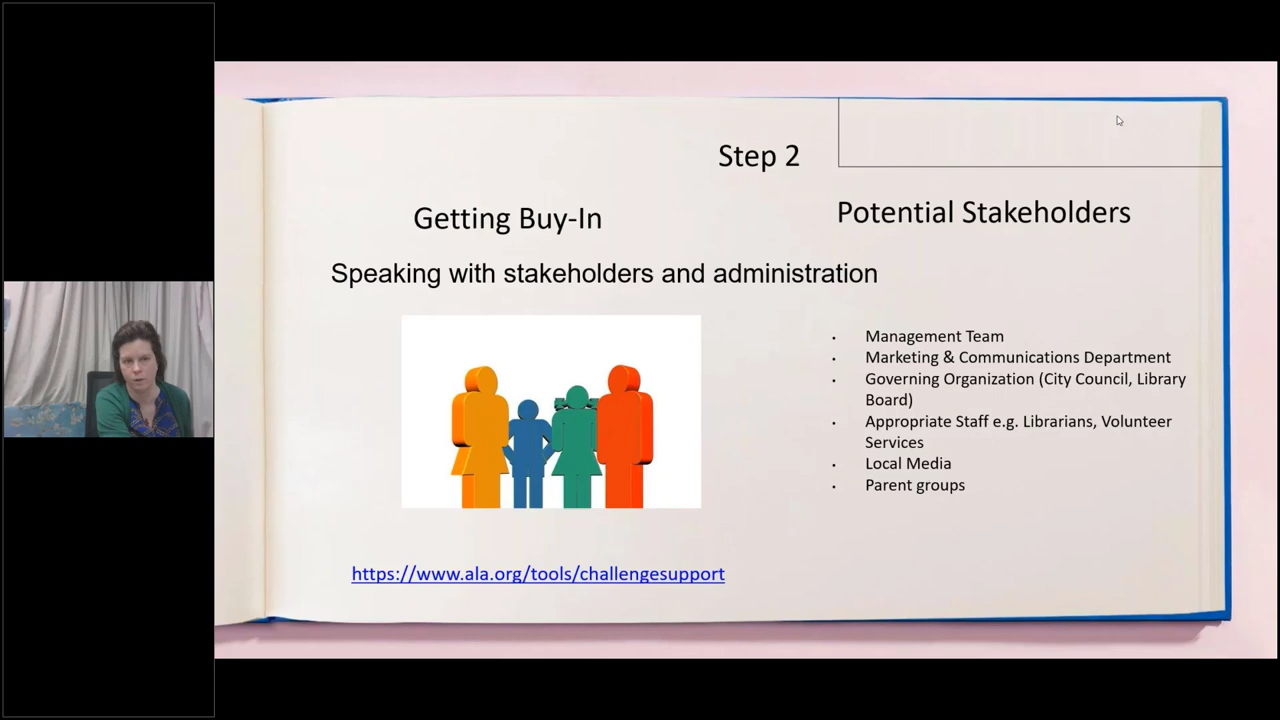 Step 2
Getting Buy-In
Speaking with stakeholders and administration
https://www.ala.org/tools/challengesupport
Potential Stakeholders
• Management Team
• Marketing & Communications Department
• Governing Organization (City Council, Library
Board)
• Appropriate Staff e.g. Librarians, Volunteer
Services
• Local Media
• Parent groups